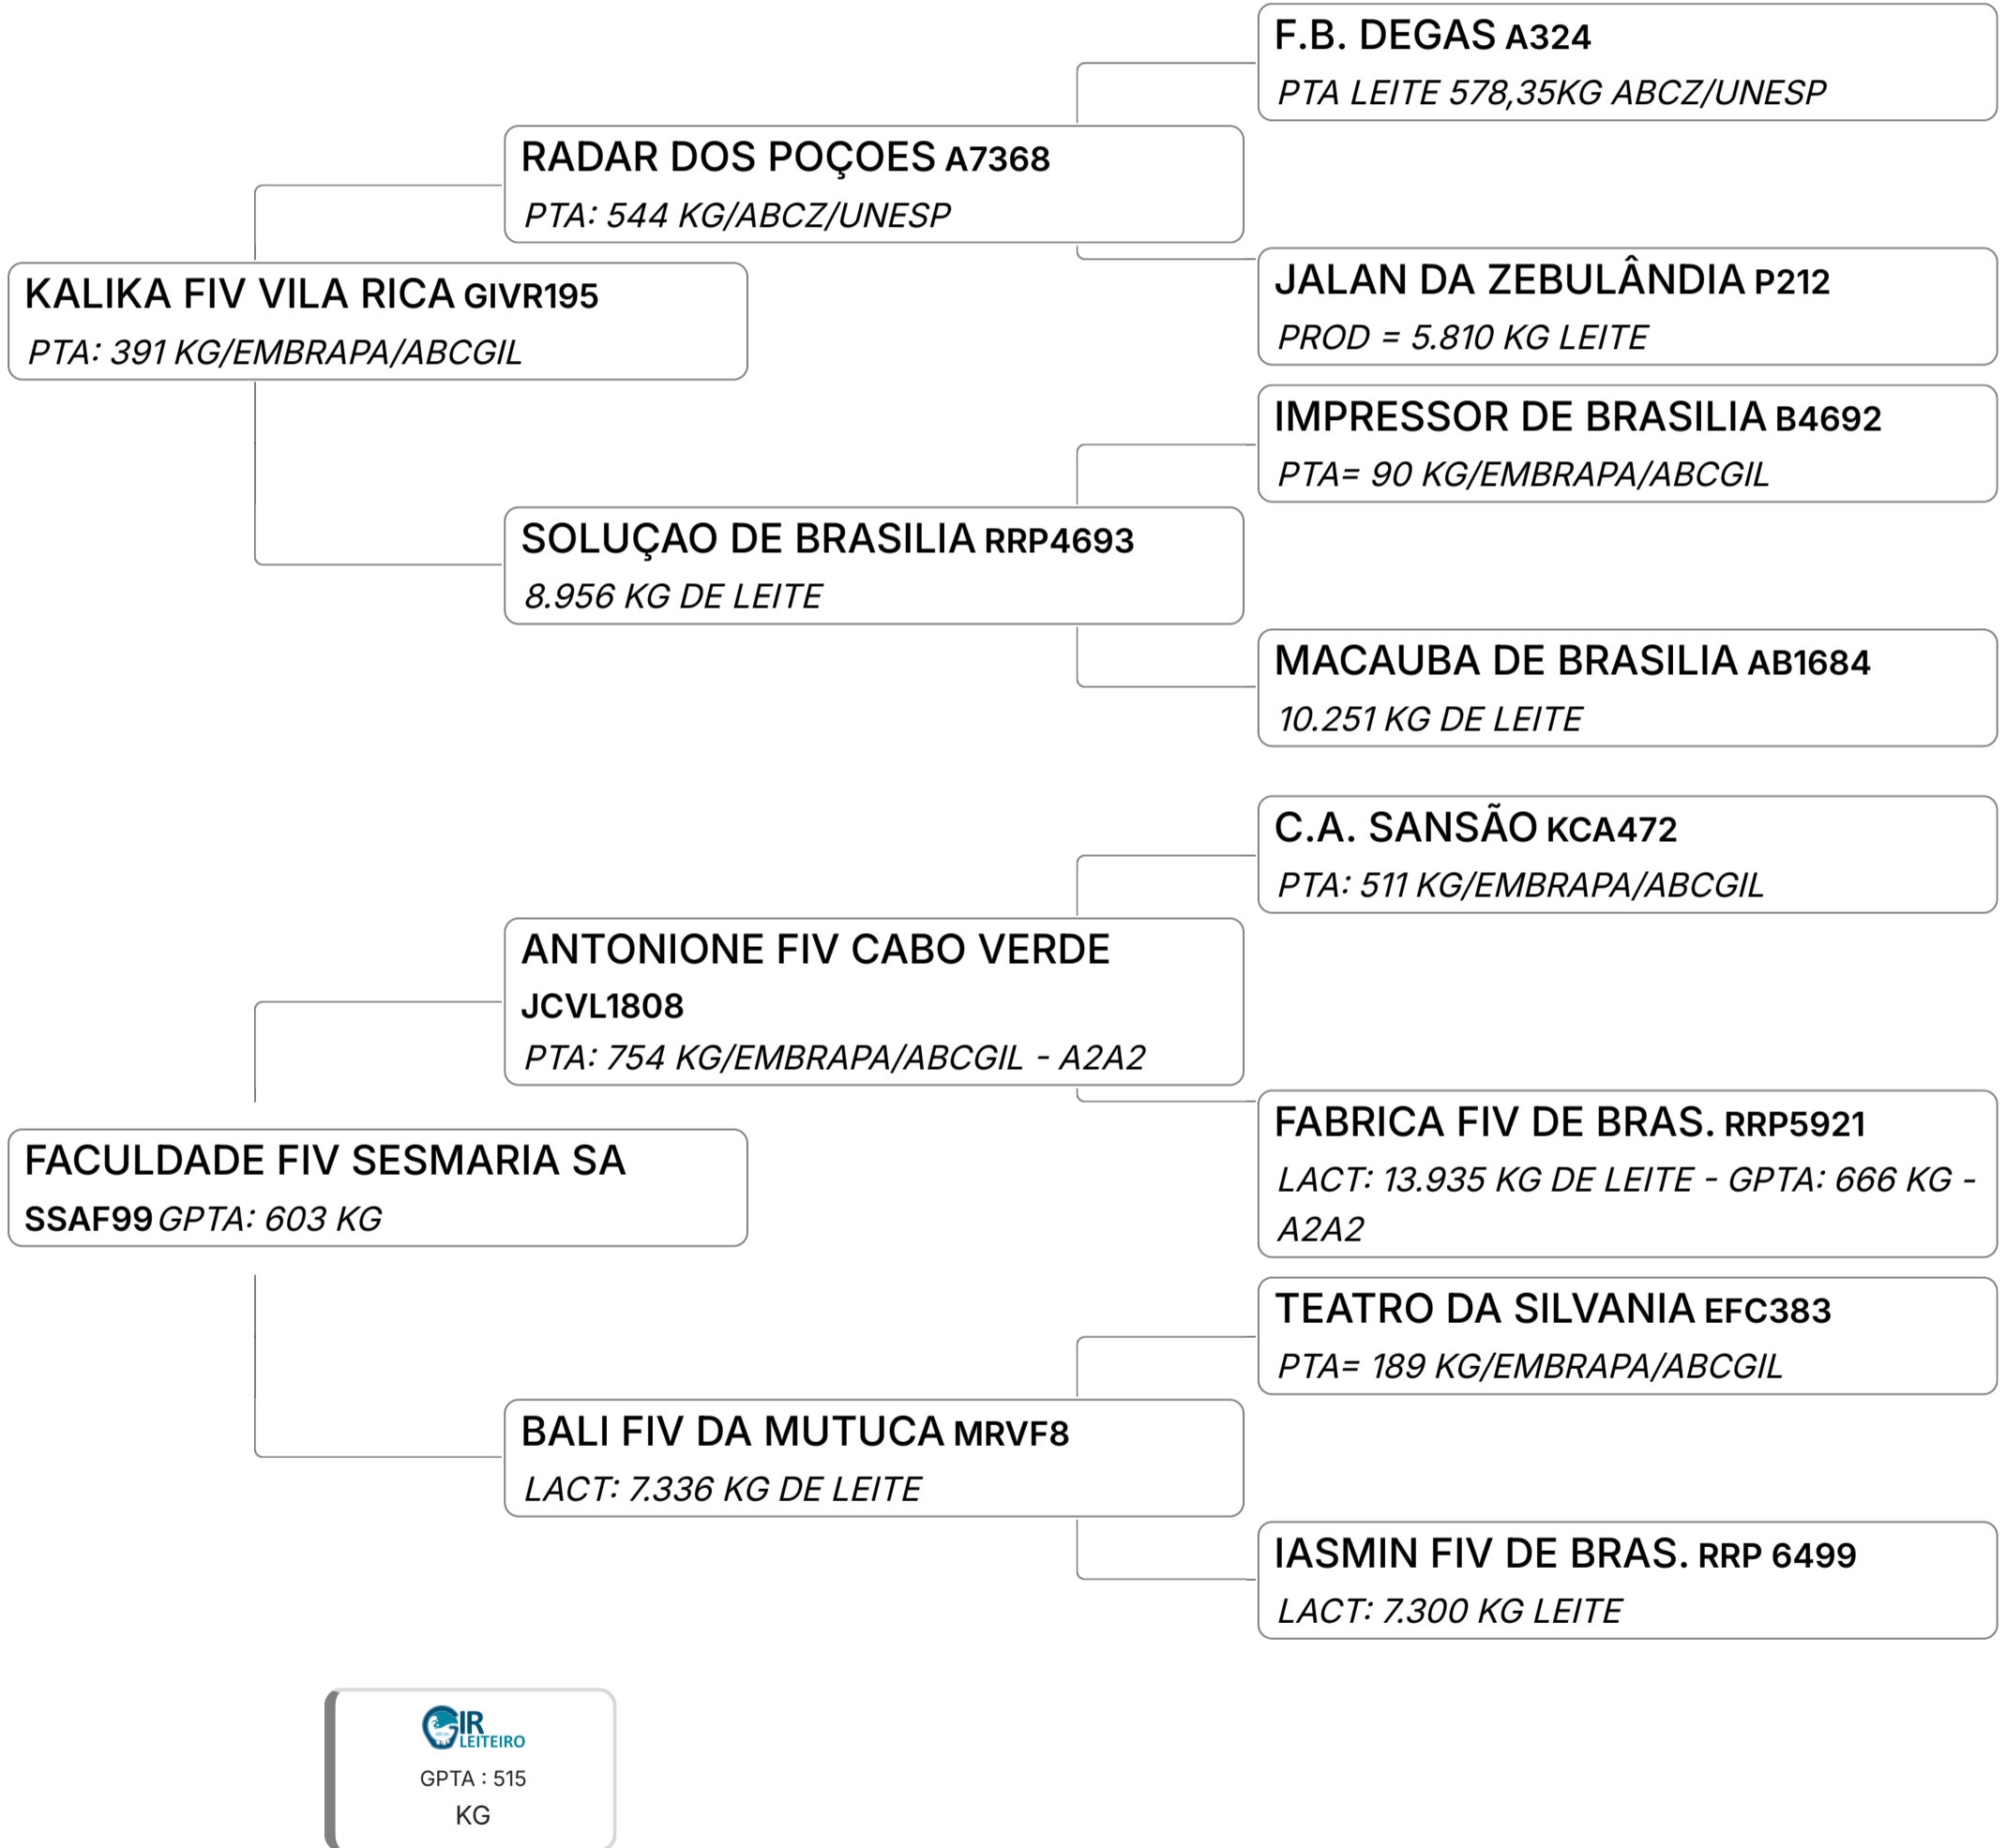 F.B. DEGAS A324
PTA LEITE 578,35KG ABCZ/UNESP
RADAR DOS POÇOES A7368
PTA: 544 KG/ABCZ/UNESP
JALAN DA ZEBULÂNDIA P212
PROD = 5.810 KG LEITE
KALIKA FIV VILA RICA GIVR195
PTA: 391 KG/EMBRAPA/ABCGIL
IMPRESSOR DE BRASILIA B4692
PTA= 90 KG/EMBRAPA/ABCGIL
SOLUÇAO DE BRASILIA RRP4693
8.956 KG DE LEITE
MACAUBA DE BRASILIA AB1684
10.251 KG DE LEITE
C.A. SANSÃO KCA472
PTA: 511 KG/EMBRAPA/ABCGIL
ANTONIONE FIV CABO VERDE
JCVL1808
PTA: 754 KG/EMBRAPA/ABCGIL - A2A2
FABRICA FIV DE BRAS. RRP5921
LACT: 13.935 KG DE LEITE - GPTA: 666 KG -
A2A2
FACULDADE FIV SESMARIA SA
SSAF99 GPTA: 603 KG
TEATRO DA SILVANIA EFC383
PTA= 189 KG/EMBRAPA/ABCGIL
BALI FIV DA MUTUCA MRVF8
LACT: 7.336 KG DE LEITE
IASMIN FIV DE BRAS. RRP 6499
LACT: 7.300 KG LEITE
GIR
LEITEIRO
GPTA : 515
KG